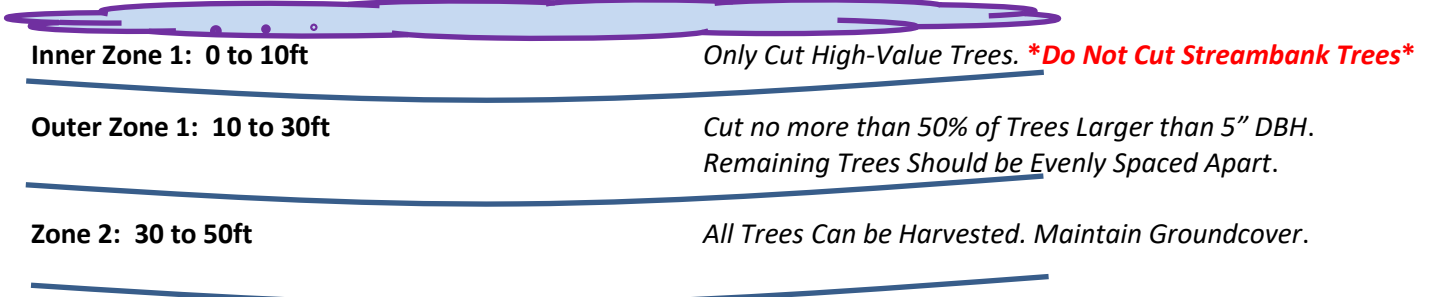 Inner Zone 1: 0 to 10ft Only Cut High-Value Trees. *Do Not Cut Streambank Trees*
Outer Zone 1: 10 to 30ft Cut no more than 50% of Trees Larger than 5” DBH.
Remaining Trees Should be Evenly Spaced Apart.
Zone 2: 30 to 50ft All Trees Can be Harvested. Maintain Groundcover.